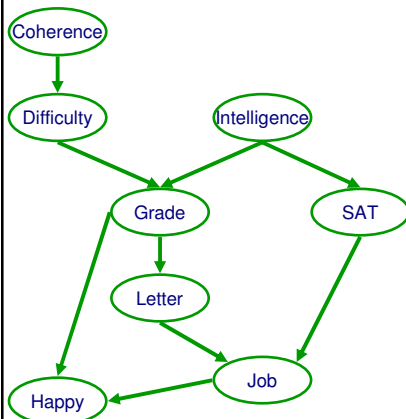 Coherence
Difficulty
Intelligence
Grade
SAT
Letter
Job
Happy